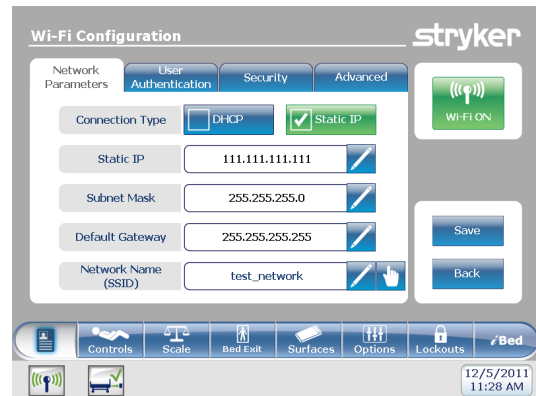 Wi-Fi Configuration
stryker
Network
Parameters
User
Authentication
Security
Advanced
Connection Type
DHCP
Static IP
Wi-Fi ON
Static IP
111.111.111.111
Subnet Mask
255.255.255.0
Default Gateway
255.255.255.255
Save
Network Name
(SSID)
test_network
Back
Controls
Scale
Bed Exit
Surfaces
Options
Lockouts
iBed
12/5/2011
11:28 AM